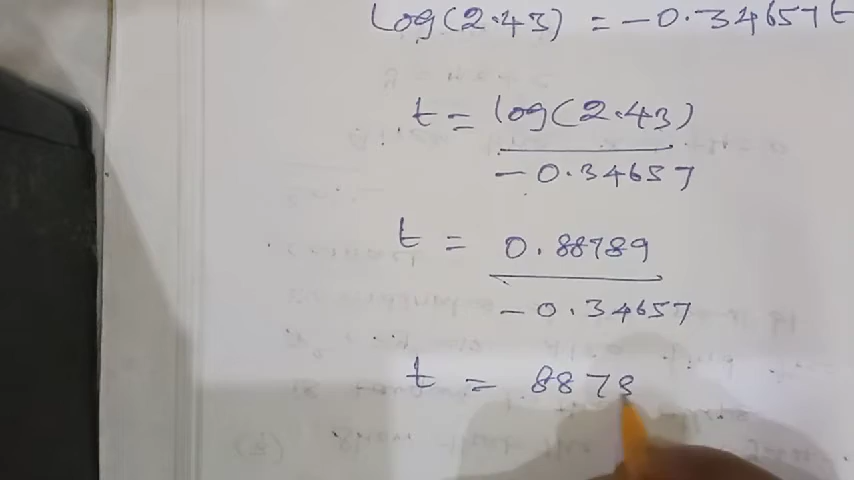 log(2.43) = -0.34657t
t = log(2.43)
-0.34657
t = 0.88789
-0.34657
t = 8878